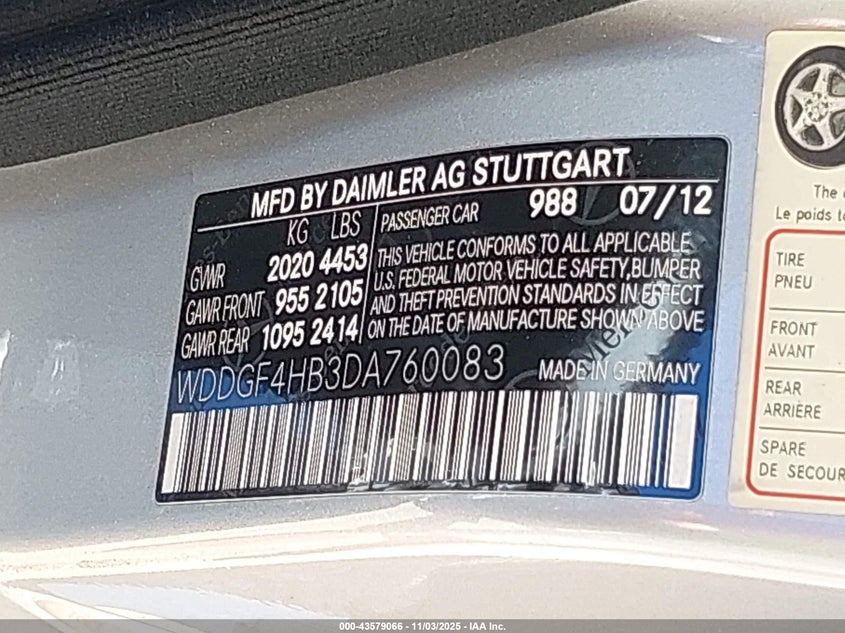 MFD BY DAIMLER AG STUTTGART
KG LBS
PASSENGER CAR 988 07/12
GVWR 2020 4453
GAWR FRONT 955 2105
GAWR REAR 1095 2414
THIS VEHICLE CONFORMS TO ALL APPLICABLE
U.S. FEDERAL MOTOR VEHICLE SAFETY, BUMPER
AND THEFT PREVENTION STANDARDS IN EFFECT
ON THE DATE OF MANUFACTURE SHOWN ABOVE
WDDGF4HB3DA760083 MADE IN GERMANY
The
Le poids
TIRE
PNEU
FRONT
AVANT
REAR
ARRIÈRE
SPARE
DE SECOUR
000-43579066 - 11/03/2025 - IAA Inc.